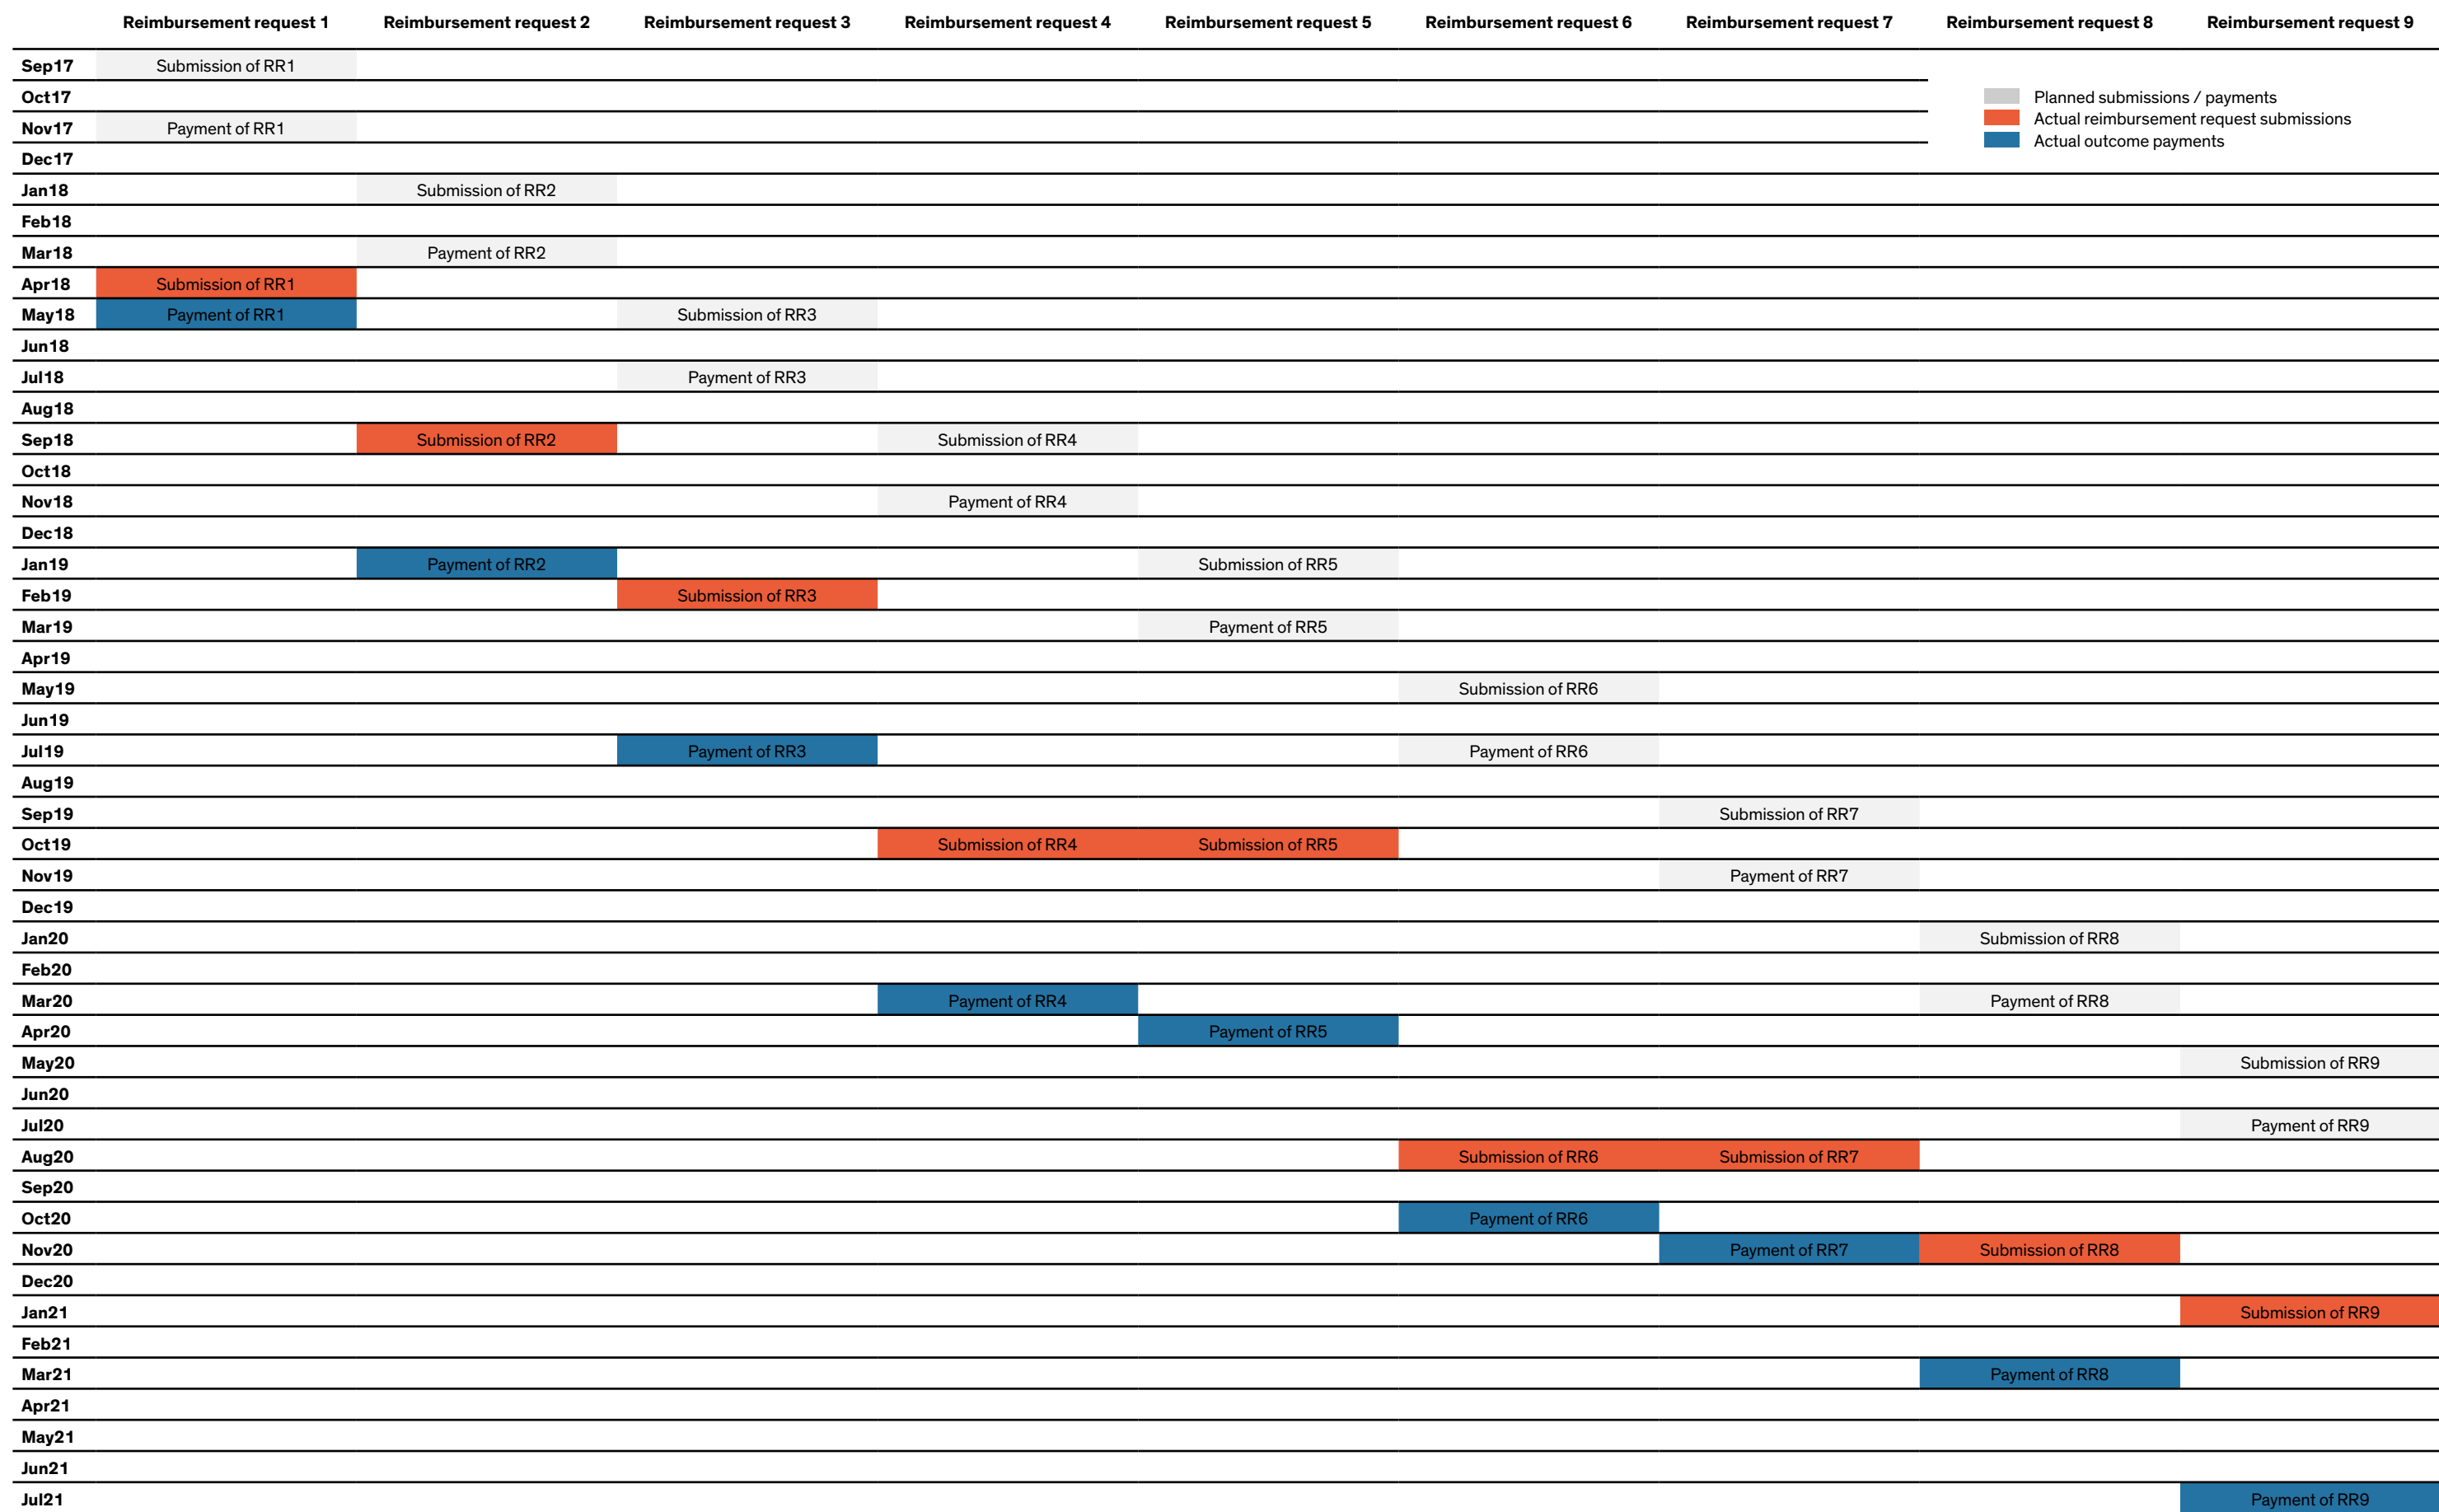 Reimbursement request 1 Reimbursement request 2 Reimbursement request 3 Reimbursement request 4 Reimbursement request 5 Reimbursement request 6 Reimbursement request 7 Reimbursement request 8 Reimbursement request 9
Sep17 Submission of RR1
Oct17 Planned submissions / payments
Actual reimbursement request submissions
Nov17 Payment of RR1
Actual outcome payments
Dec17
Jan18 Submission of RR2
Feb18
Mar18 Payment of RR2
Apr18 Submission of RR1
May18 Payment of RR1 Submission of RR3
Jun18
Jul18 Payment of RR3
Aug18
Sep18 Submission of RR2 Submission of RR4
Oct18
Nov18 Payment of RR4
Dec18
Jan19 Payment of RR2 Submission of RR5
Feb19 Submission of RR3
Mar19 Payment of RR5
Apr19
May19 Submission of RR6
Jun19
Jul19 Payment of RR3 Payment of RR6
Aug19
Sep19 Submission of RR7
Oct19 Submission of RR4 Submission of RR5
Nov19 Payment of RR7
Dec19
Jan20 Submission of RR8
Feb20
Mar20 Payment of RR4 Payment of RR8
Apr20 Payment of RR5
May20 Submission of RR9
Jun20
Jul20 Payment of RR9
Aug20 Submission of RR6 Submission of RR7
Sep20
Oct20 Payment of RR6
Nov20 Payment of RR7 Submission of RR8
Dec20
Jan21 Submission of RR9
Feb21
Mar21 Payment of RR8
Apr21
May21
Jun21
Jul21 Payment of RR9